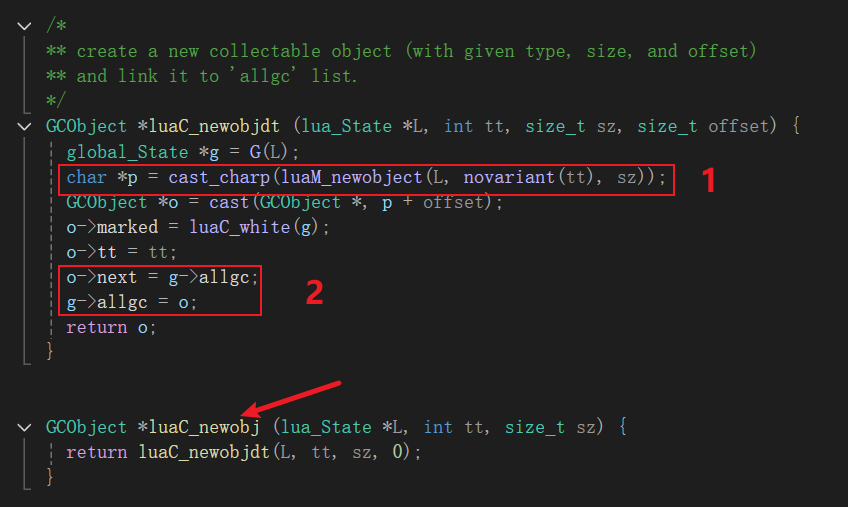 /*
** create a new collectable object (with given type, size, and offset)
** and link it to 'allgc' list.
*/
GCObject *luaC_newobjdt (lua_State *L, int tt, size_t sz, size_t offset) {
global_State *g = G(L);
char *p = cast_charp(luaM_newobject(L, novariant(tt), sz)); 1
GCObject *o = cast(GCObject *, p + offset);
o->marked = luaC_white(g);
o->tt = tt;
o->next = g->allgc; 2
g->allgc = o;
return o;
}
GCObject *luaC_newobj (lua_State *L, int tt, size_t sz) {
return luaC_newobjdt(L, tt, sz, 0);
}